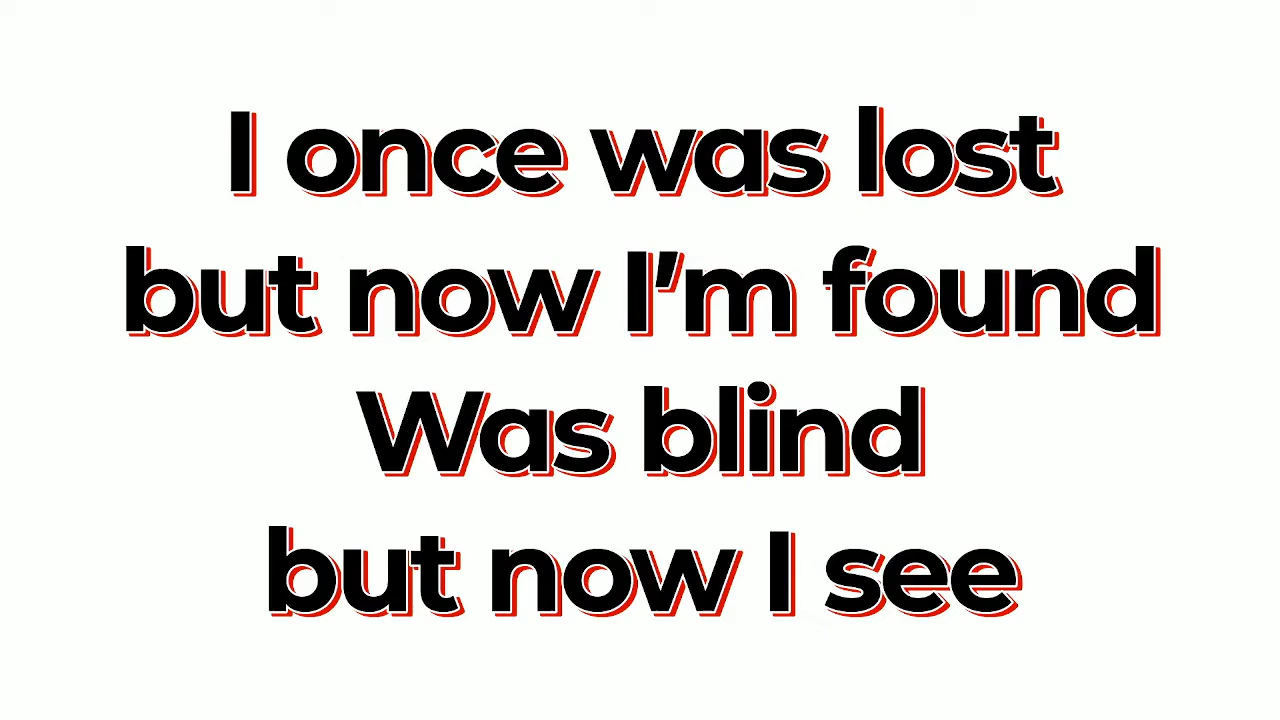 I once was lost
but now I’m found
Was blind
but now I see